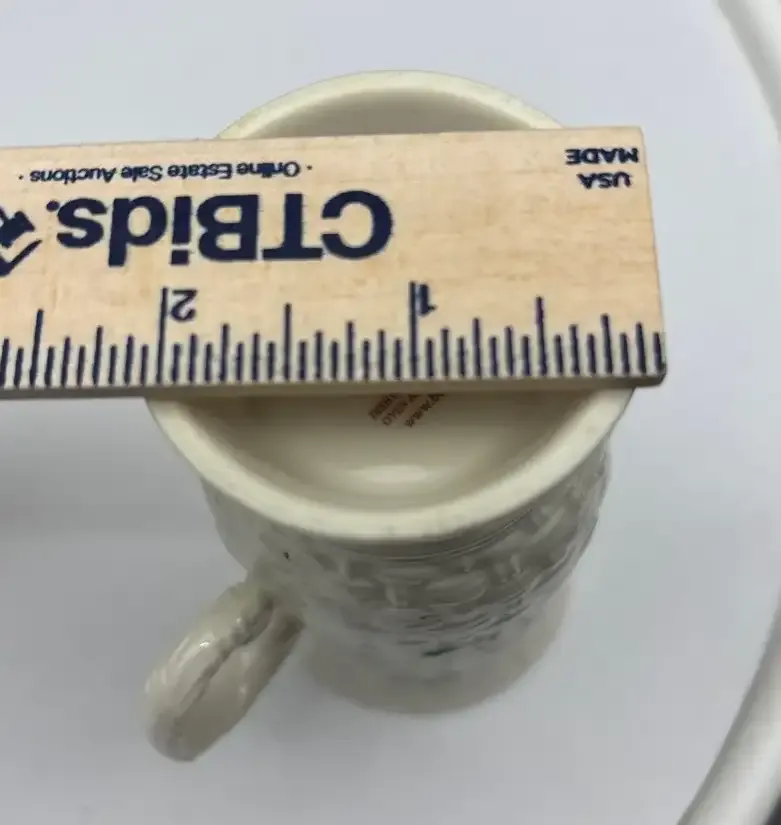 MADE
USA
· Online Estate Sale Auctions ·
CTBids.
1
2